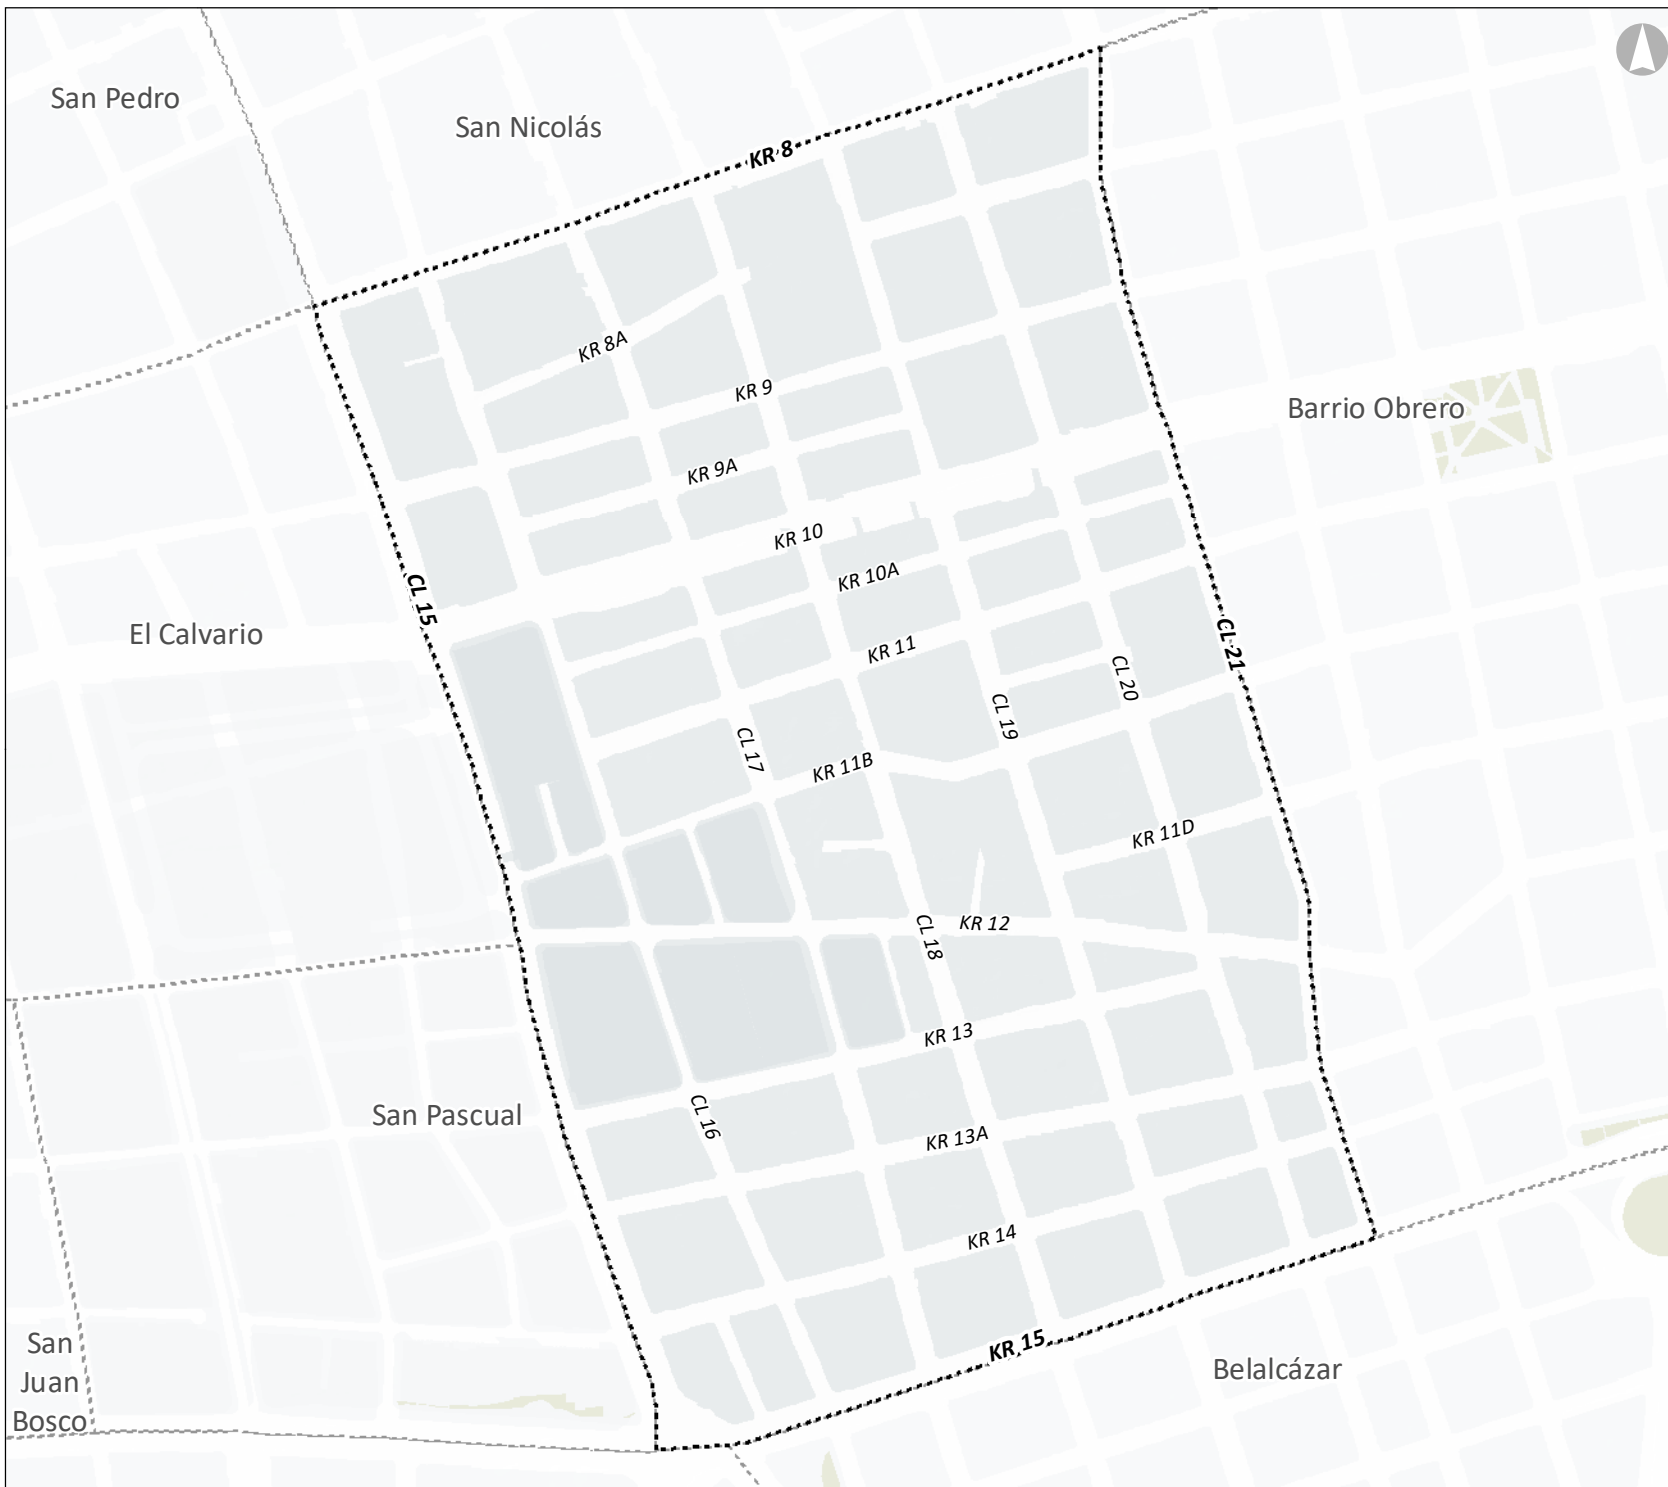 San Pedro
San Nicolás
KR 8
KR 8A
KR 9
Barrio Obrero
KR 9A
KR 10
KR 10A
CL 15
El Calvario
KR 11
CL 21
CL 20
CL 19
CL 17
KR 11B
KR 11D
KR 12
CL 18
KR 13
San Pascual
CL 16
KR 13A
KR 14
San
Juan
Bosco
KR 15
Belalcázar